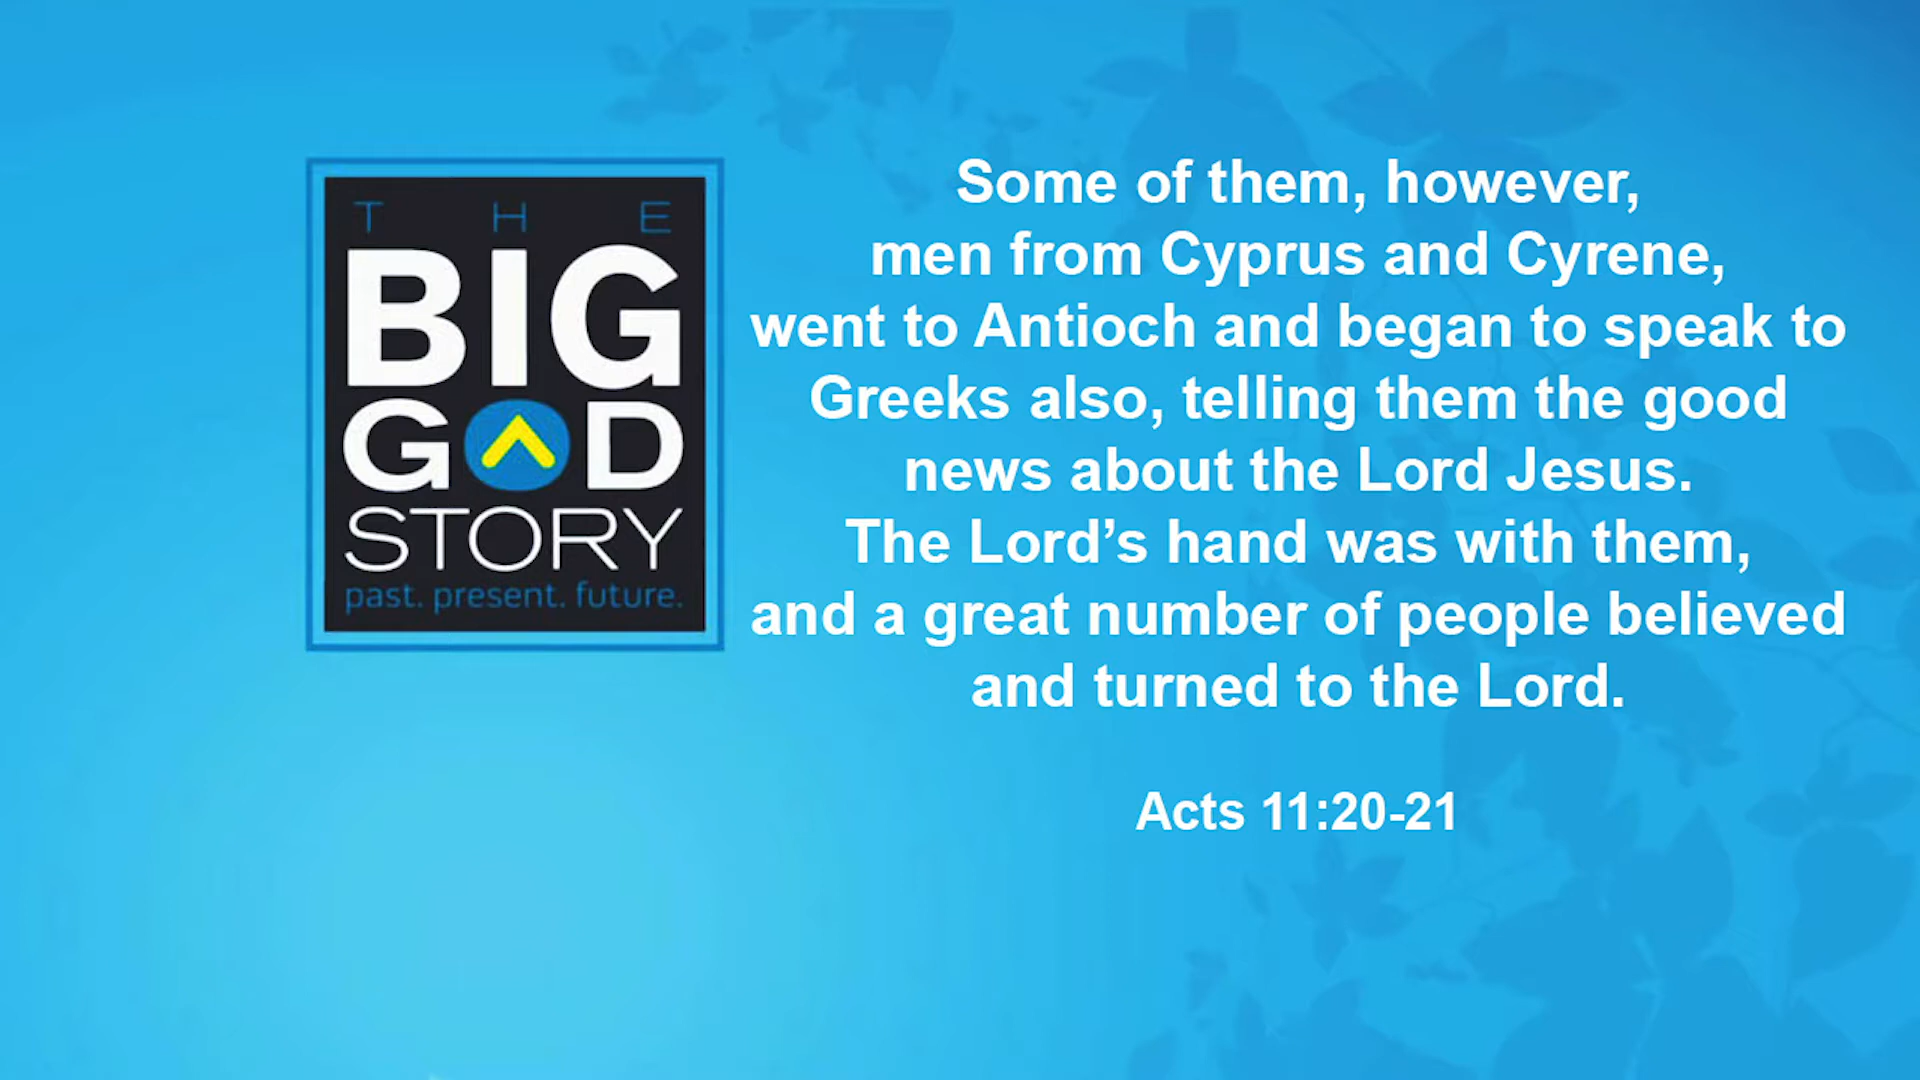 THE
BIG
GOD
STORY
past. present. future.
Some of them, however,
men from Cyprus and Cyrene,
went to Antioch and began to speak to
Greeks also, telling them the good
news about the Lord Jesus.
The Lord’s hand was with them,
and a great number of people believed
and turned to the Lord.
Acts 11:20-21